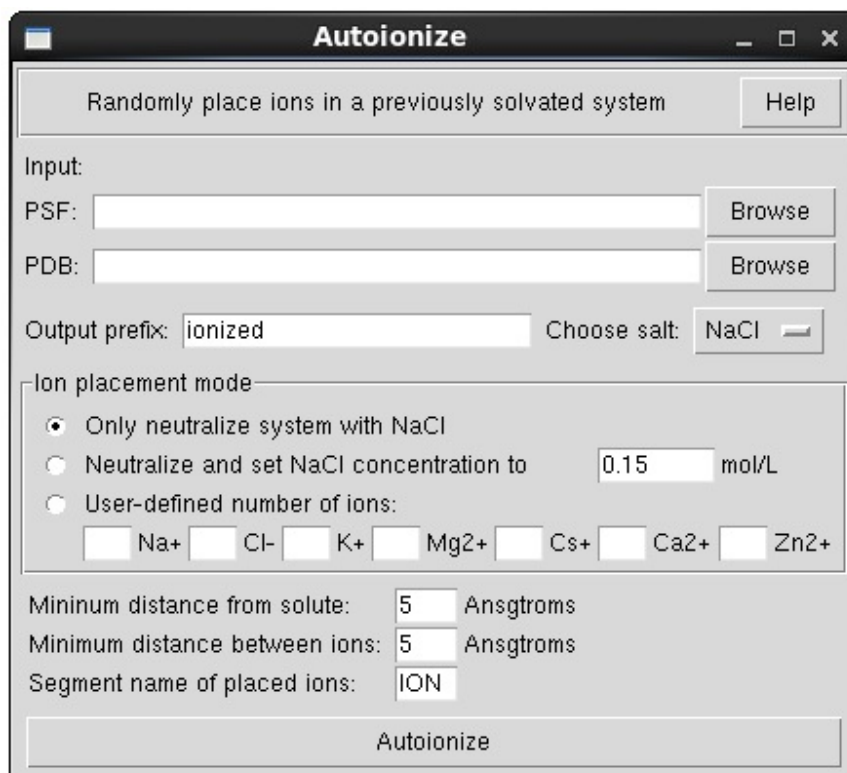 Autoionize
Randomly place ions in a previously solvated system Help
Input:
PSF: Browse
PDB: Browse
Output prefix: ionized Choose salt: NaCl
Ion placement mode
Only neutralize system with NaCl
Neutralize and set NaCl concentration to 0.15 mol/L
User-defined number of ions:
Na+ Cl- K+ Mg2+ Cs+ Ca2+ Zn2+
Mininum distance from solute: 5 Ansgtroms
Minimum distance between ions: 5 Ansgtroms
Segment name of placed ions: ION
Autoionize